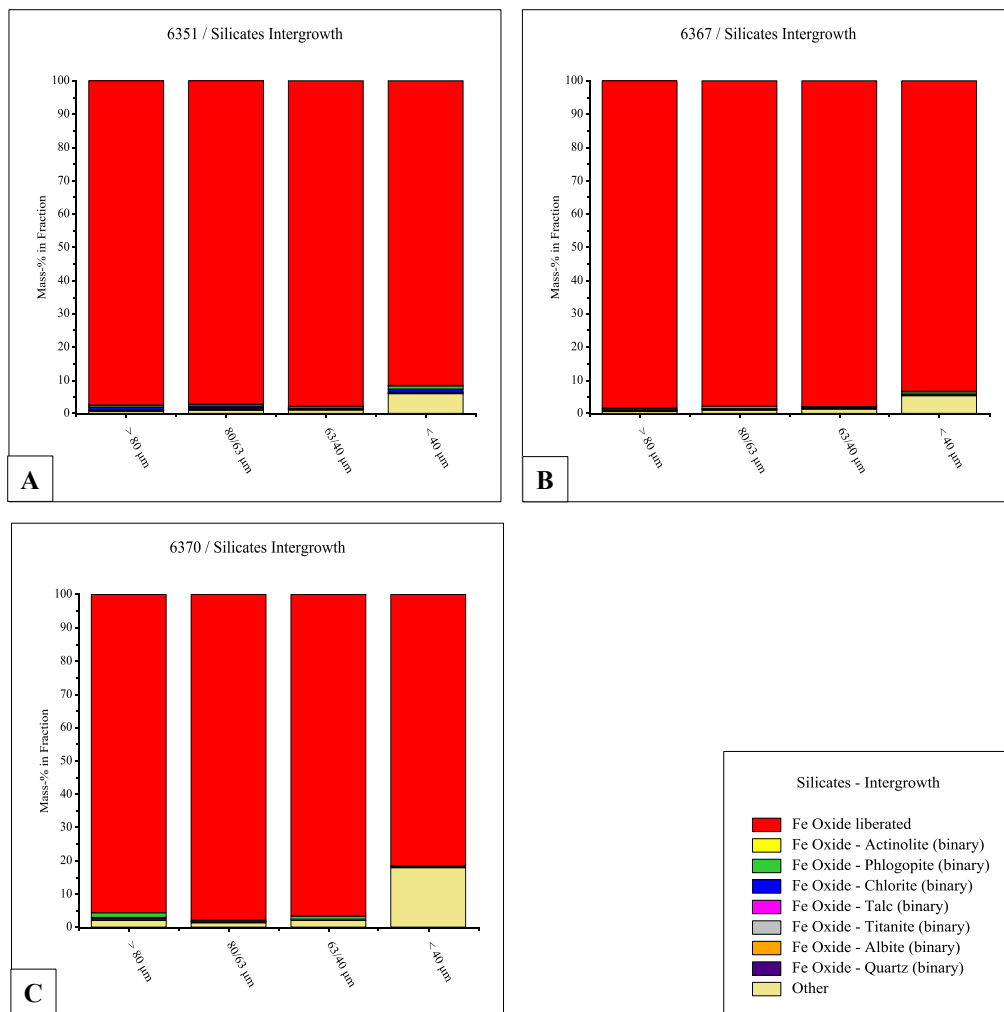 6351 / Silicates Intergrowth
100
90
80
70
60
50
40
30
20
10
0
Mass-% in Fraction
> 80 µm
80/63 µm
63/40 µm
< 40 µm
A
6367 / Silicates Intergrowth
100
90
80
70
60
50
40
30
20
10
0
Mass-% in Fraction
> 80 µm
80/63 µm
63/40 µm
< 40 µm
B
6370 / Silicates Intergrowth
100
90
80
70
60
50
40
30
20
10
0
Mass-% in Fraction
> 80 µm
80/63 µm
63/40 µm
< 40 µm
C
Silicates - Intergrowth
Fe Oxide liberated
Fe Oxide - Actinolite (binary)
Fe Oxide - Phlogopite (binary)
Fe Oxide - Chlorite (binary)
Fe Oxide - Talc (binary)
Fe Oxide - Titanite (binary)
Fe Oxide - Albite (binary)
Fe Oxide - Quartz (binary)
Other